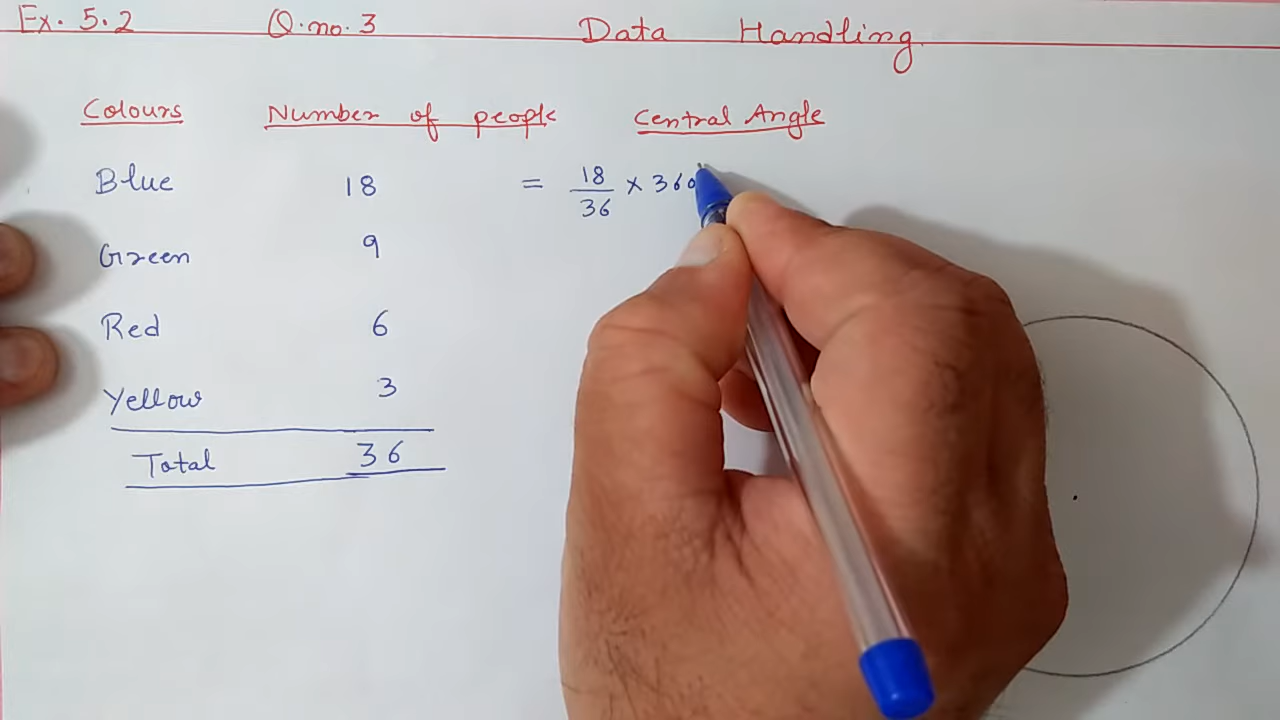 Ex. 5.2 Q.no.3 Data Handling
Colours Number of people Central Angle
Blue 18 = 18/36 × 360
Green 9
Red 6
Yellow 3
Total 36